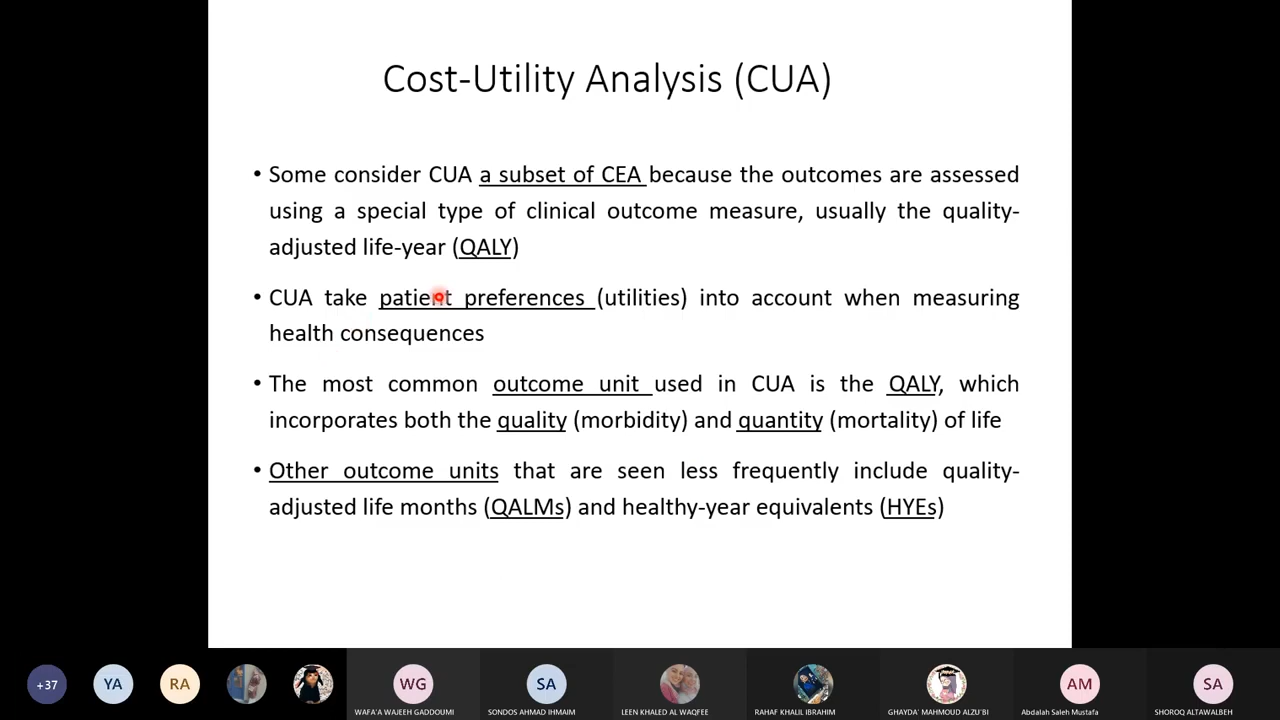 Cost-Utility Analysis (CUA)
• Some consider CUA a subset of CEA because the outcomes are assessed
using a special type of clinical outcome measure, usually the quality-
adjusted life-year (QALY)
• CUA take patient preferences (utilities) into account when measuring
health consequences
• The most common outcome unit used in CUA is the QALY, which
incorporates both the quality (morbidity) and quantity (mortality) of life
• Other outcome units that are seen less frequently include quality-
adjusted life months (QALMs) and healthy-year equivalents (HYEs)
+37 YA RA WG SA AM SA
WAFA'A WAJEEH GADDOUMI SONDOS AHMAD IHMAIM LEEN KHALED AL WAQFEE RAHAF KHALIL IBRAHIM GHAYDA' MAHMOUD ALZU'BI Abdalah Saleh Mustafa SHOROQ ALTAWALBEH